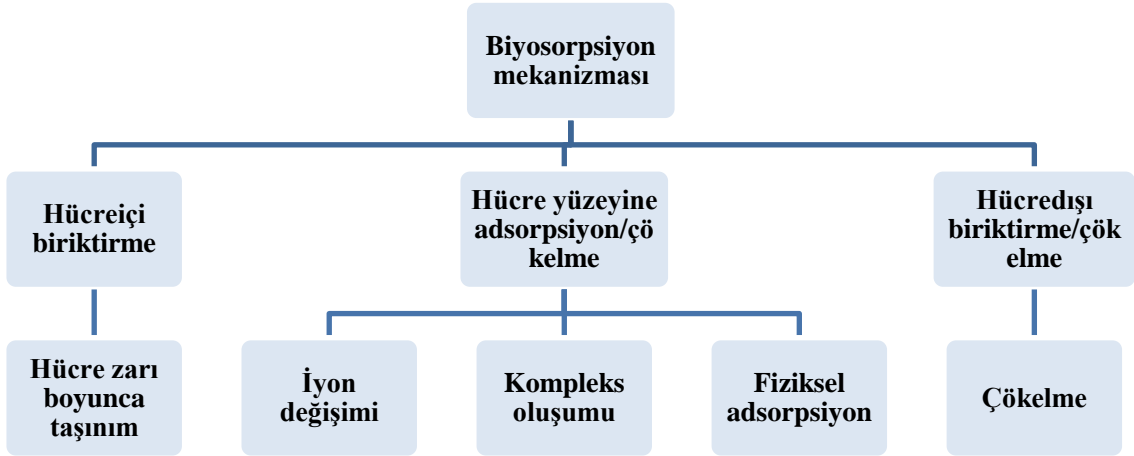 Biyosorpsiyon
mekanizması
Hücreiçi
biriktirme
Hücre yüzeyine
adsorpsiyon/çö
kelme
Hücredışı
biriktirme/çök
elme
Hücre zarı
boyunca
taşınım
İyon
değişimi
Kompleks
oluşumu
Fiziksel
adsorpsiyon
Çökelme